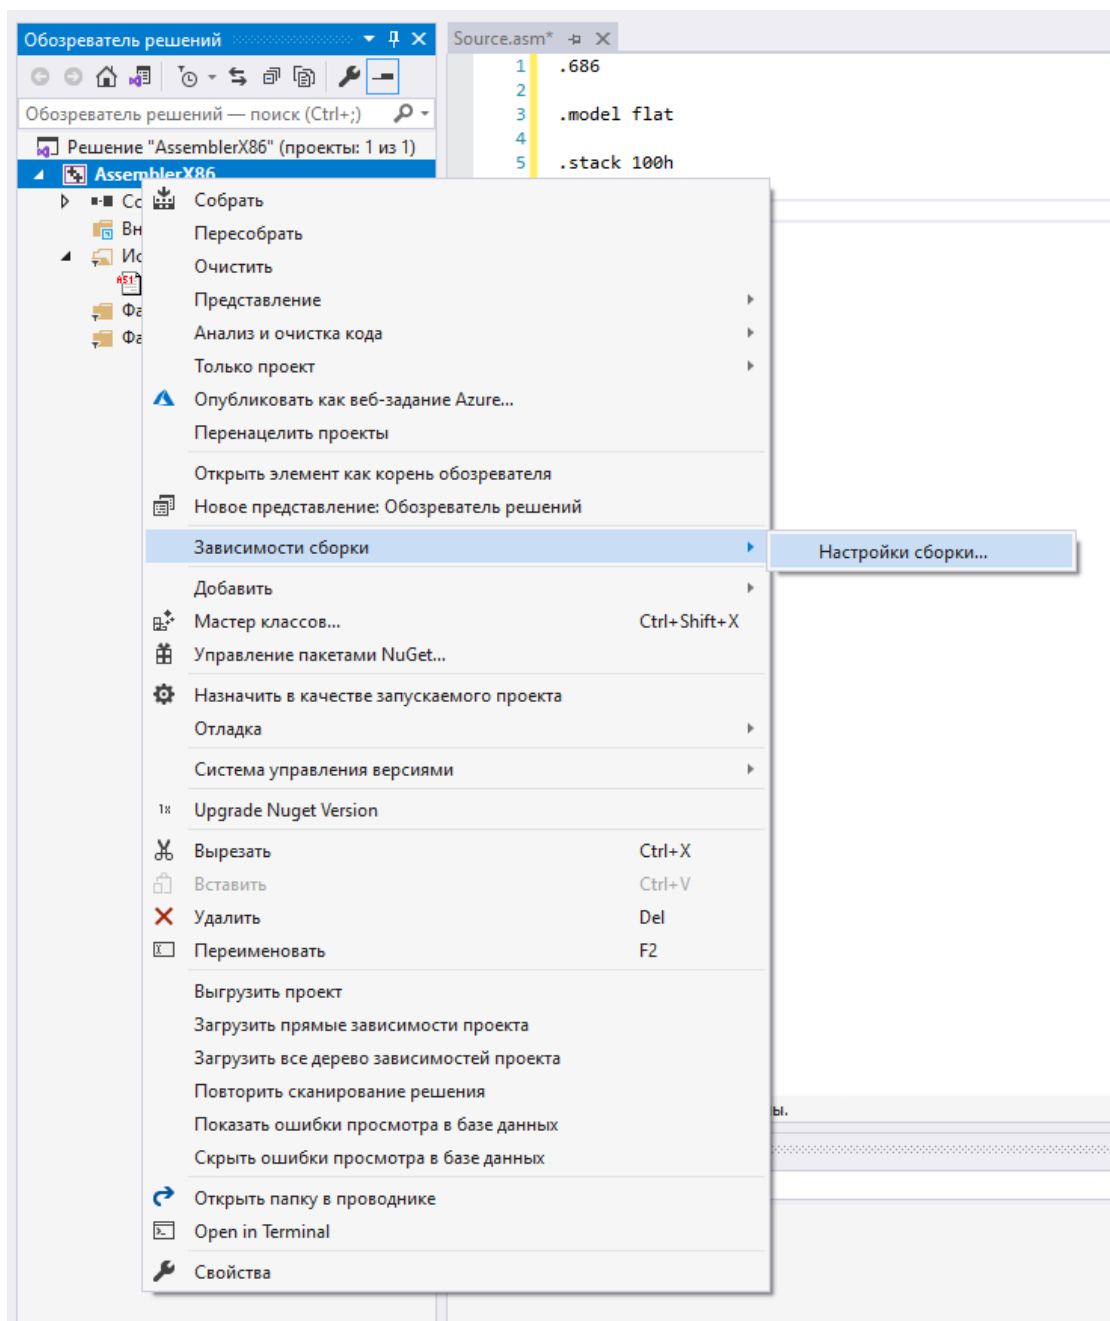 Обозреватель решений
Source.asm*
Обозреватель решений — поиск (Ctrl+;)
Решение "AssemblerX86" (проекты: 1 из 1)
AssemblerX86
1 .686
2
3 .model flat
4
5 .stack 100h
Собрать
Пересобрать
Очистить
Представление
Анализ и очистка кода
Только проект
Опубликовать как веб-задание Azure...
Перенацелить проекты
Открыть элемент как корень обозревателя
Новое представление: Обозреватель решений
Зависимости сборки
Настройки сборки...
Добавить
Мастер классов... Ctrl+Shift+X
Управление пакетами NuGet...
Назначить в качестве запускаемого проекта
Отладка
Система управления версиями
Upgrade Nuget Version
Вырезать Ctrl+X
Вставить Ctrl+V
Удалить Del
Переименовать F2
Выгрузить проект
Загрузить прямые зависимости проекта
Загрузить все дерево зависимостей проекта
Повторить сканирование решения
Показать ошибки просмотра в базе данных
Скрыть ошибки просмотра в базе данных
Открыть папку в проводнике
Open in Terminal
Свойства